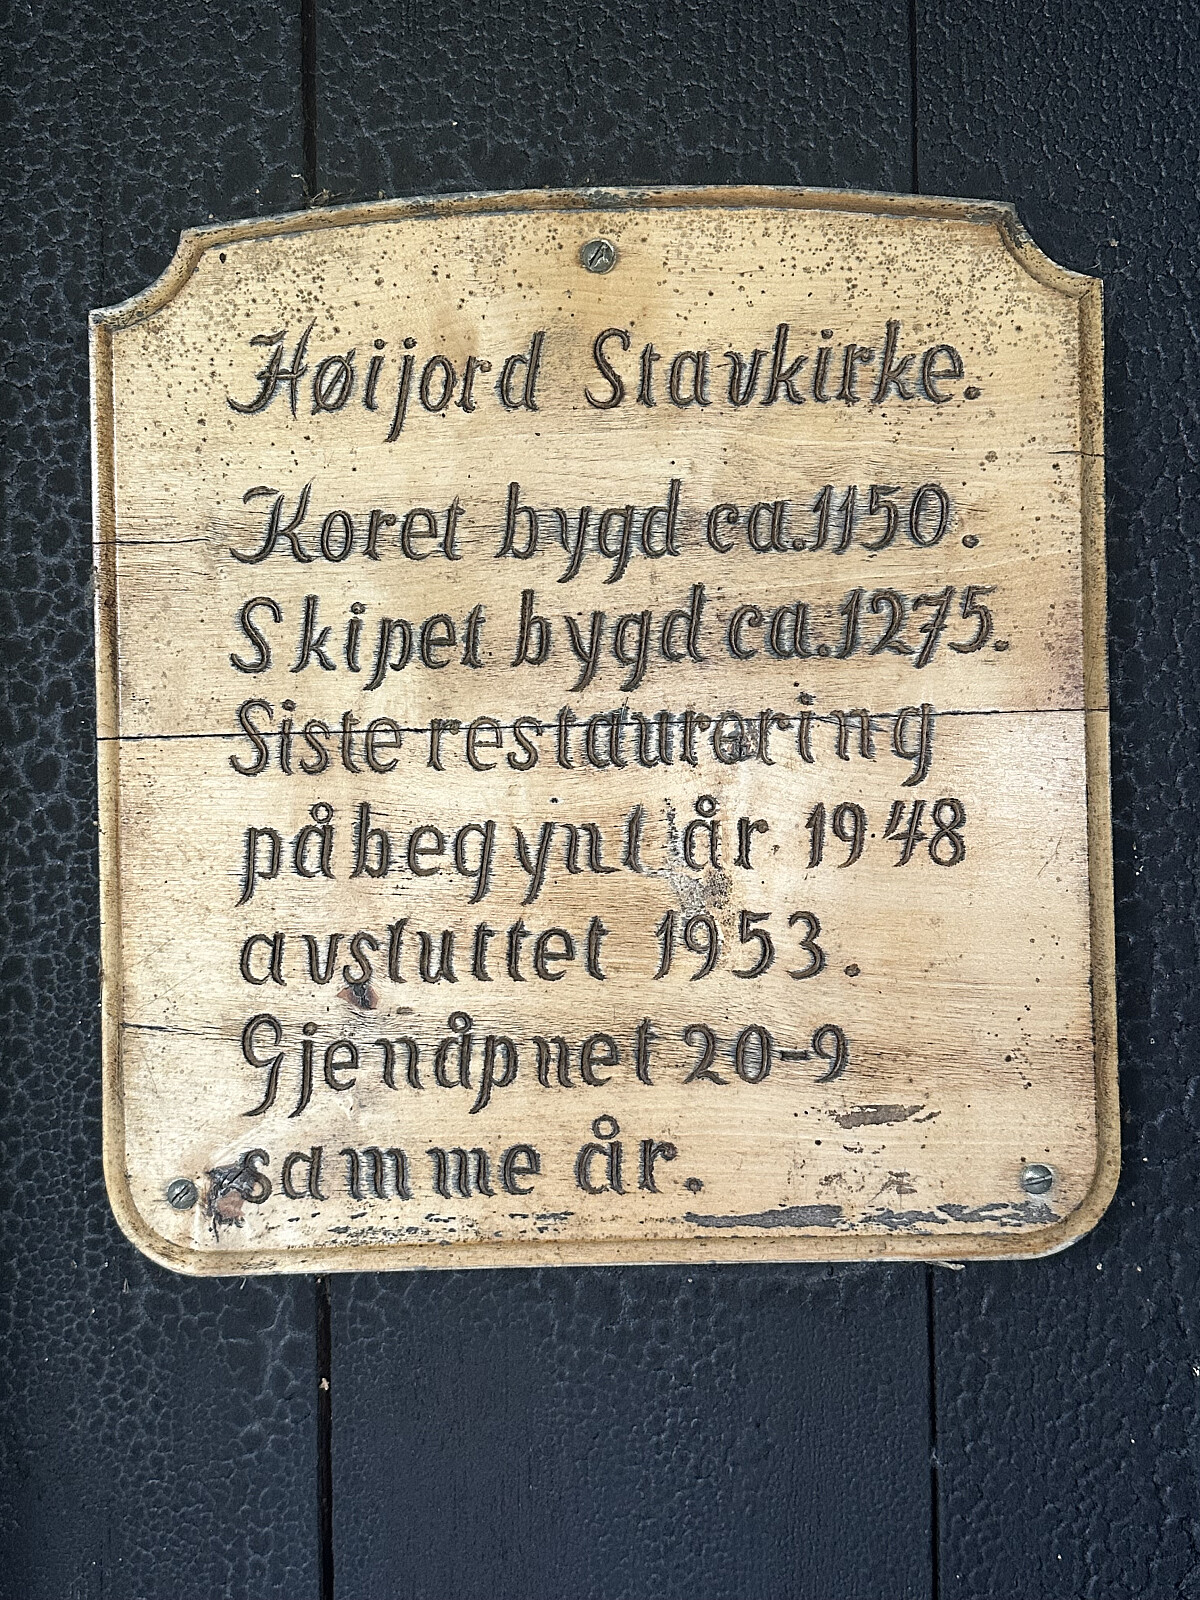 Høijord Stavkirke.
Koret bygd ca.1150.
Skipet bygd ca.1275.
Siste restaurering
påbegynt år 1948
avsluttet 1953.
Gjenåpnet 20-9
samme år.